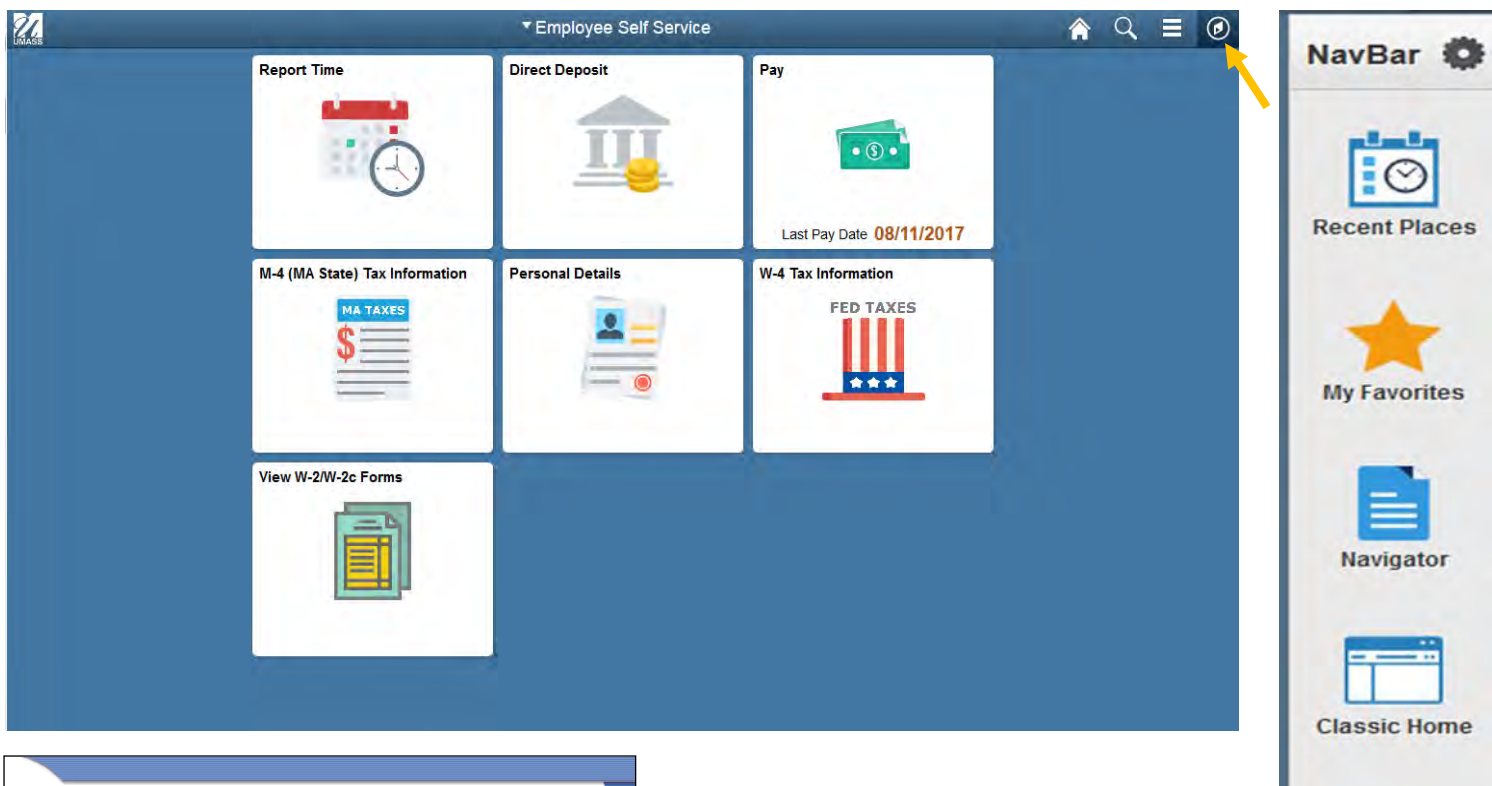 UMASS
Employee Self Service
Report Time
Direct Deposit
Pay
Last Pay Date 08/11/2017
M-4 (MA State) Tax Information
MA TAXES
$
Personal Details
W-4 Tax Information
FED TAXES
View W-2/W-2c Forms
NavBar
Recent Places
My Favorites
Navigator
Classic Home